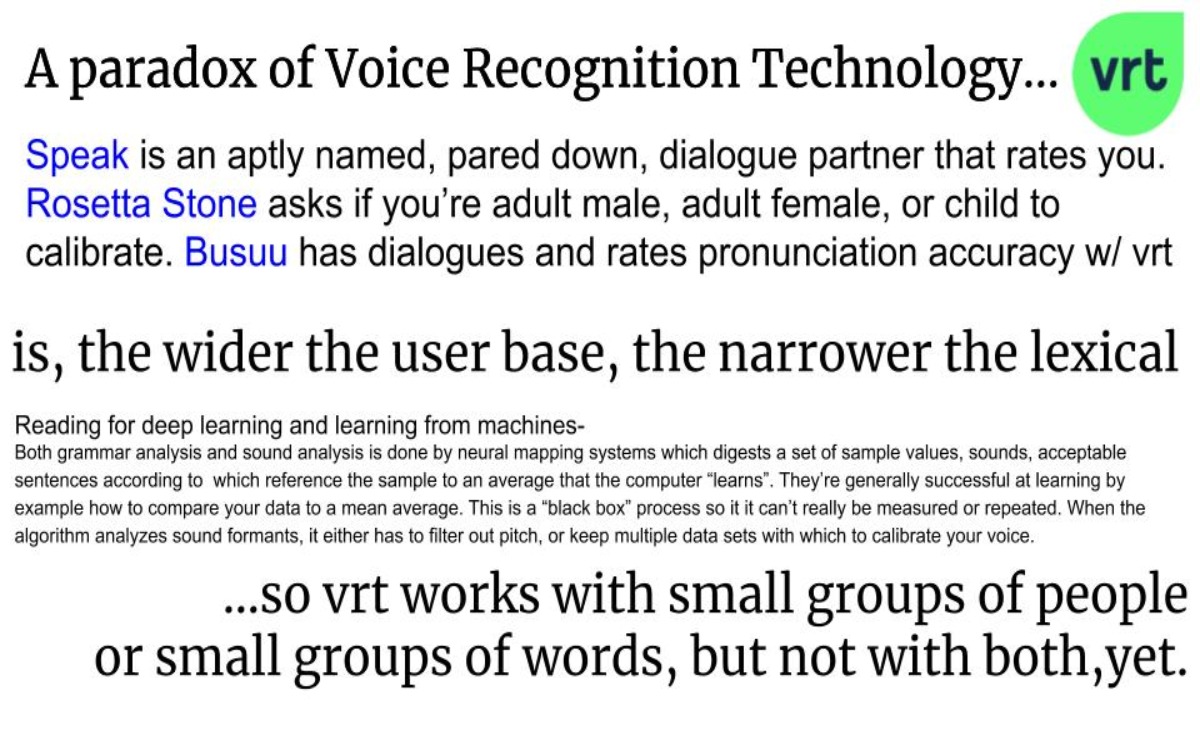 A paradox of Voice Recognition Technology...
vrt
Speak is an aptly named, pared down, dialogue partner that rates you.
Rosetta Stone asks if you’re adult male, adult female, or child to
calibrate. Busuu has dialogues and rates pronunciation accuracy w/ vrt
is, the wider the user base, the narrower the lexical
Reading for deep learning and learning from machines-
Both grammar analysis and sound analysis is done by neural mapping systems which digests a set of sample values, sounds, acceptable
sentences according to  which reference the sample to an average that the computer “learns”. They’re generally successful at learning by
example how to compare your data to a mean average. This is a “black box” process so it it can’t really be measured or repeated. When the
algorithm analyzes sound formants, it either has to filter out pitch, or keep multiple data sets with which to calibrate your voice.
...so vrt works with small groups of people
or small groups of words, but not with both,yet.